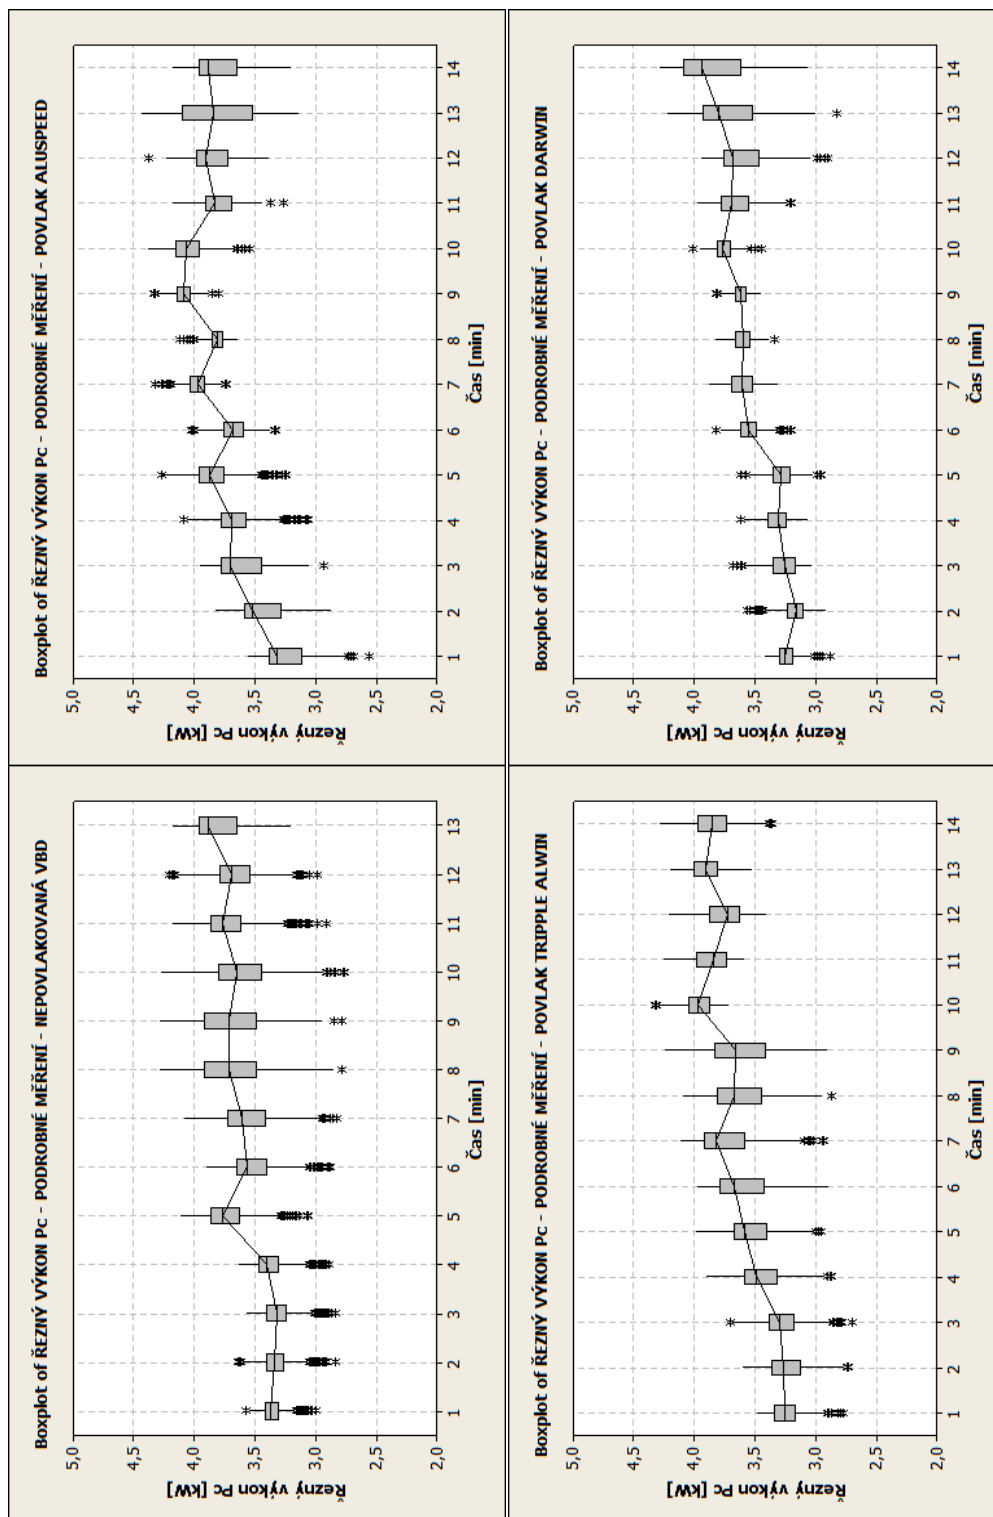 Boxplot of ŘEZNÝ VÝKON Pc - PODROBNÉ MĚŘENÍ - NEPOVLAKOVANÁ VBD
Řezný výkon Pc [kW]
5,0
4,5
4,0
3,5
3,0
2,5
2,0
1 2 3 4 5 6 7 8 9 10 11 12 13
Čas [min]
Boxplot of ŘEZNÝ VÝKON Pc - PODROBNÉ MĚŘENÍ - POVLAK ALUSPEED
Řezný výkon Pc [kW]
5,0
4,5
4,0
3,5
3,0
2,5
2,0
1 2 3 4 5 6 7 8 9 10 11 12 13 14
Čas [min]
Boxplot of ŘEZNÝ VÝKON Pc - PODROBNÉ MĚŘENÍ - POVLAK TRIPPLE ALWIN
Řezný výkon Pc [kW]
5,0
4,5
4,0
3,5
3,0
2,5
2,0
1 2 3 4 5 6 7 8 9 10 11 12 13 14
Čas [min]
Boxplot of ŘEZNÝ VÝKON Pc - PODROBNÉ MĚŘENÍ - POVLAK DARWIN
Řezný výkon Pc [kW]
5,0
4,5
4,0
3,5
3,0
2,5
2,0
1 2 3 4 5 6 7 8 9 10 11 12 13 14
Čas [min]